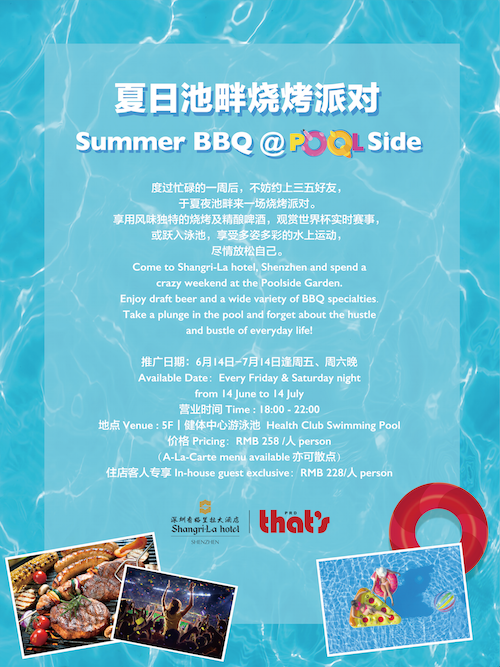 夏日池畔烧烤派对
Summer BBQ @ POOL Side
度过忙碌的一周后，不妨约上三五好友，
于夏夜池畔来一场烧烤派对。
享用风味独特的烧烤及精酿啤酒，观赏世界杯实时赛事，
或跃入泳池，享受多姿多彩的水上运动，
尽情放松自己。
Come to Shangri-La hotel, Shenzhen and spend a
crazy weekend at the Poolside Garden.
Enjoy draft beer and a wide variety of BBQ specialties.
Take a plunge in the pool and forget about the hustle
and bustle of everyday life!
推广日期：6月14日-7月14日逢周五、周六晚
Available Date：Every Friday & Saturday night
from 14 June to 14 July
营业时间 Time : 18:00 - 22:00
地点 Venue : 5F丨健体中心游泳池 Health Club Swimming Pool
价格 Pricing：RMB 258 /人 person
（A-La-Carte menu available 亦可散点）
住店客人专享 In-house guest exclusive：RMB 228/人 person
深圳香格里拉大酒店
Shangri-La hotel
SHENZHEN
PRD
that's